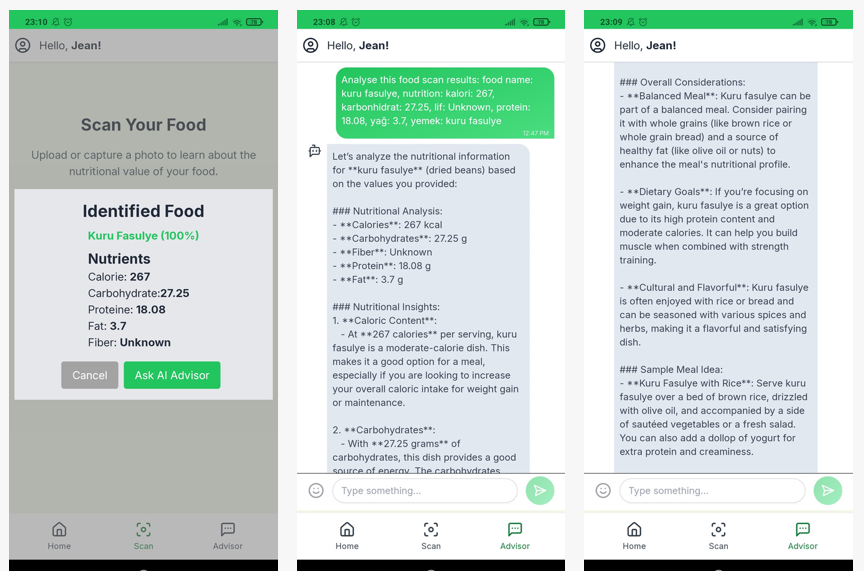 23:10
78
Hello, Jean!
Scan Your Food
Upload or capture a photo to learn about the
nutritional value of your food.
Identified Food
Kuru Fasulye (100%)
Nutrients
Calorie: 267
Carbohydrate:27.25
Proteine: 18.08
Fat: 3.7
Fiber: Unknown
Cancel
Ask AI Advisor
Home
Scan
Advisor
23:08
78
Hello, Jean!
Analyse this food scan results: food name:
kuru fasulye, nutrition: kalori: 267,
karbonhidrat: 27.25, lif: Unknown, protein:
18.08, yağ: 3.7, yemek: kuru fasulye
12:47 PM
Let's analyze the nutritional information
for **kuru fasulye** (dried beans) based
on the values you provided:
### Nutritional Analysis:
- **Calories**: 267 kcal
- **Carbohydrates**: 27.25 g
- **Fiber**: Unknown
- **Protein**: 18.08 g
- **Fat**: 3.7 g
### Nutritional Insights:
1. **Caloric Content**:
- At **267 calories** per serving, kuru
fasulye is a moderate-calorie dish. This
makes it a good option for a meal,
especially if you are looking to increase
your overall caloric intake for weight gain
or maintenance.
2. **Carbohydrates**:
- With **27.25 grams** of
carbohydrates, this dish provides a good
source of energy. The carbohydrates
Type something...
Home
Scan
Advisor
23:09
78
Hello, Jean!
### Overall Considerations:
- **Balanced Meal**: Kuru fasulye can be
part of a balanced meal. Consider pairing
it with whole grains (like brown rice or
whole grain bread) and a source of
healthy fat (like olive oil or nuts) to
enhance the meal's nutritional profile.
- **Dietary Goals**: If you're focusing on
weight gain, kuru fasulye is a great option
due to its high protein content and
moderate calories. It can help you build
muscle when combined with strength
training.
- **Cultural and Flavorful**: Kuru fasulye
is often enjoyed with rice or bread and
can be seasoned with various spices and
herbs, making it a flavorful and satisfying
dish.
### Sample Meal Idea:
- **Kuru Fasulye with Rice**: Serve kuru
fasulye over a bed of brown rice, drizzled
with olive oil, and accompanied by a side
of sautéed vegetables or a fresh salad.
You can also add a dollop of yogurt for
extra protein and creaminess.
Type something...
Home
Scan
Advisor